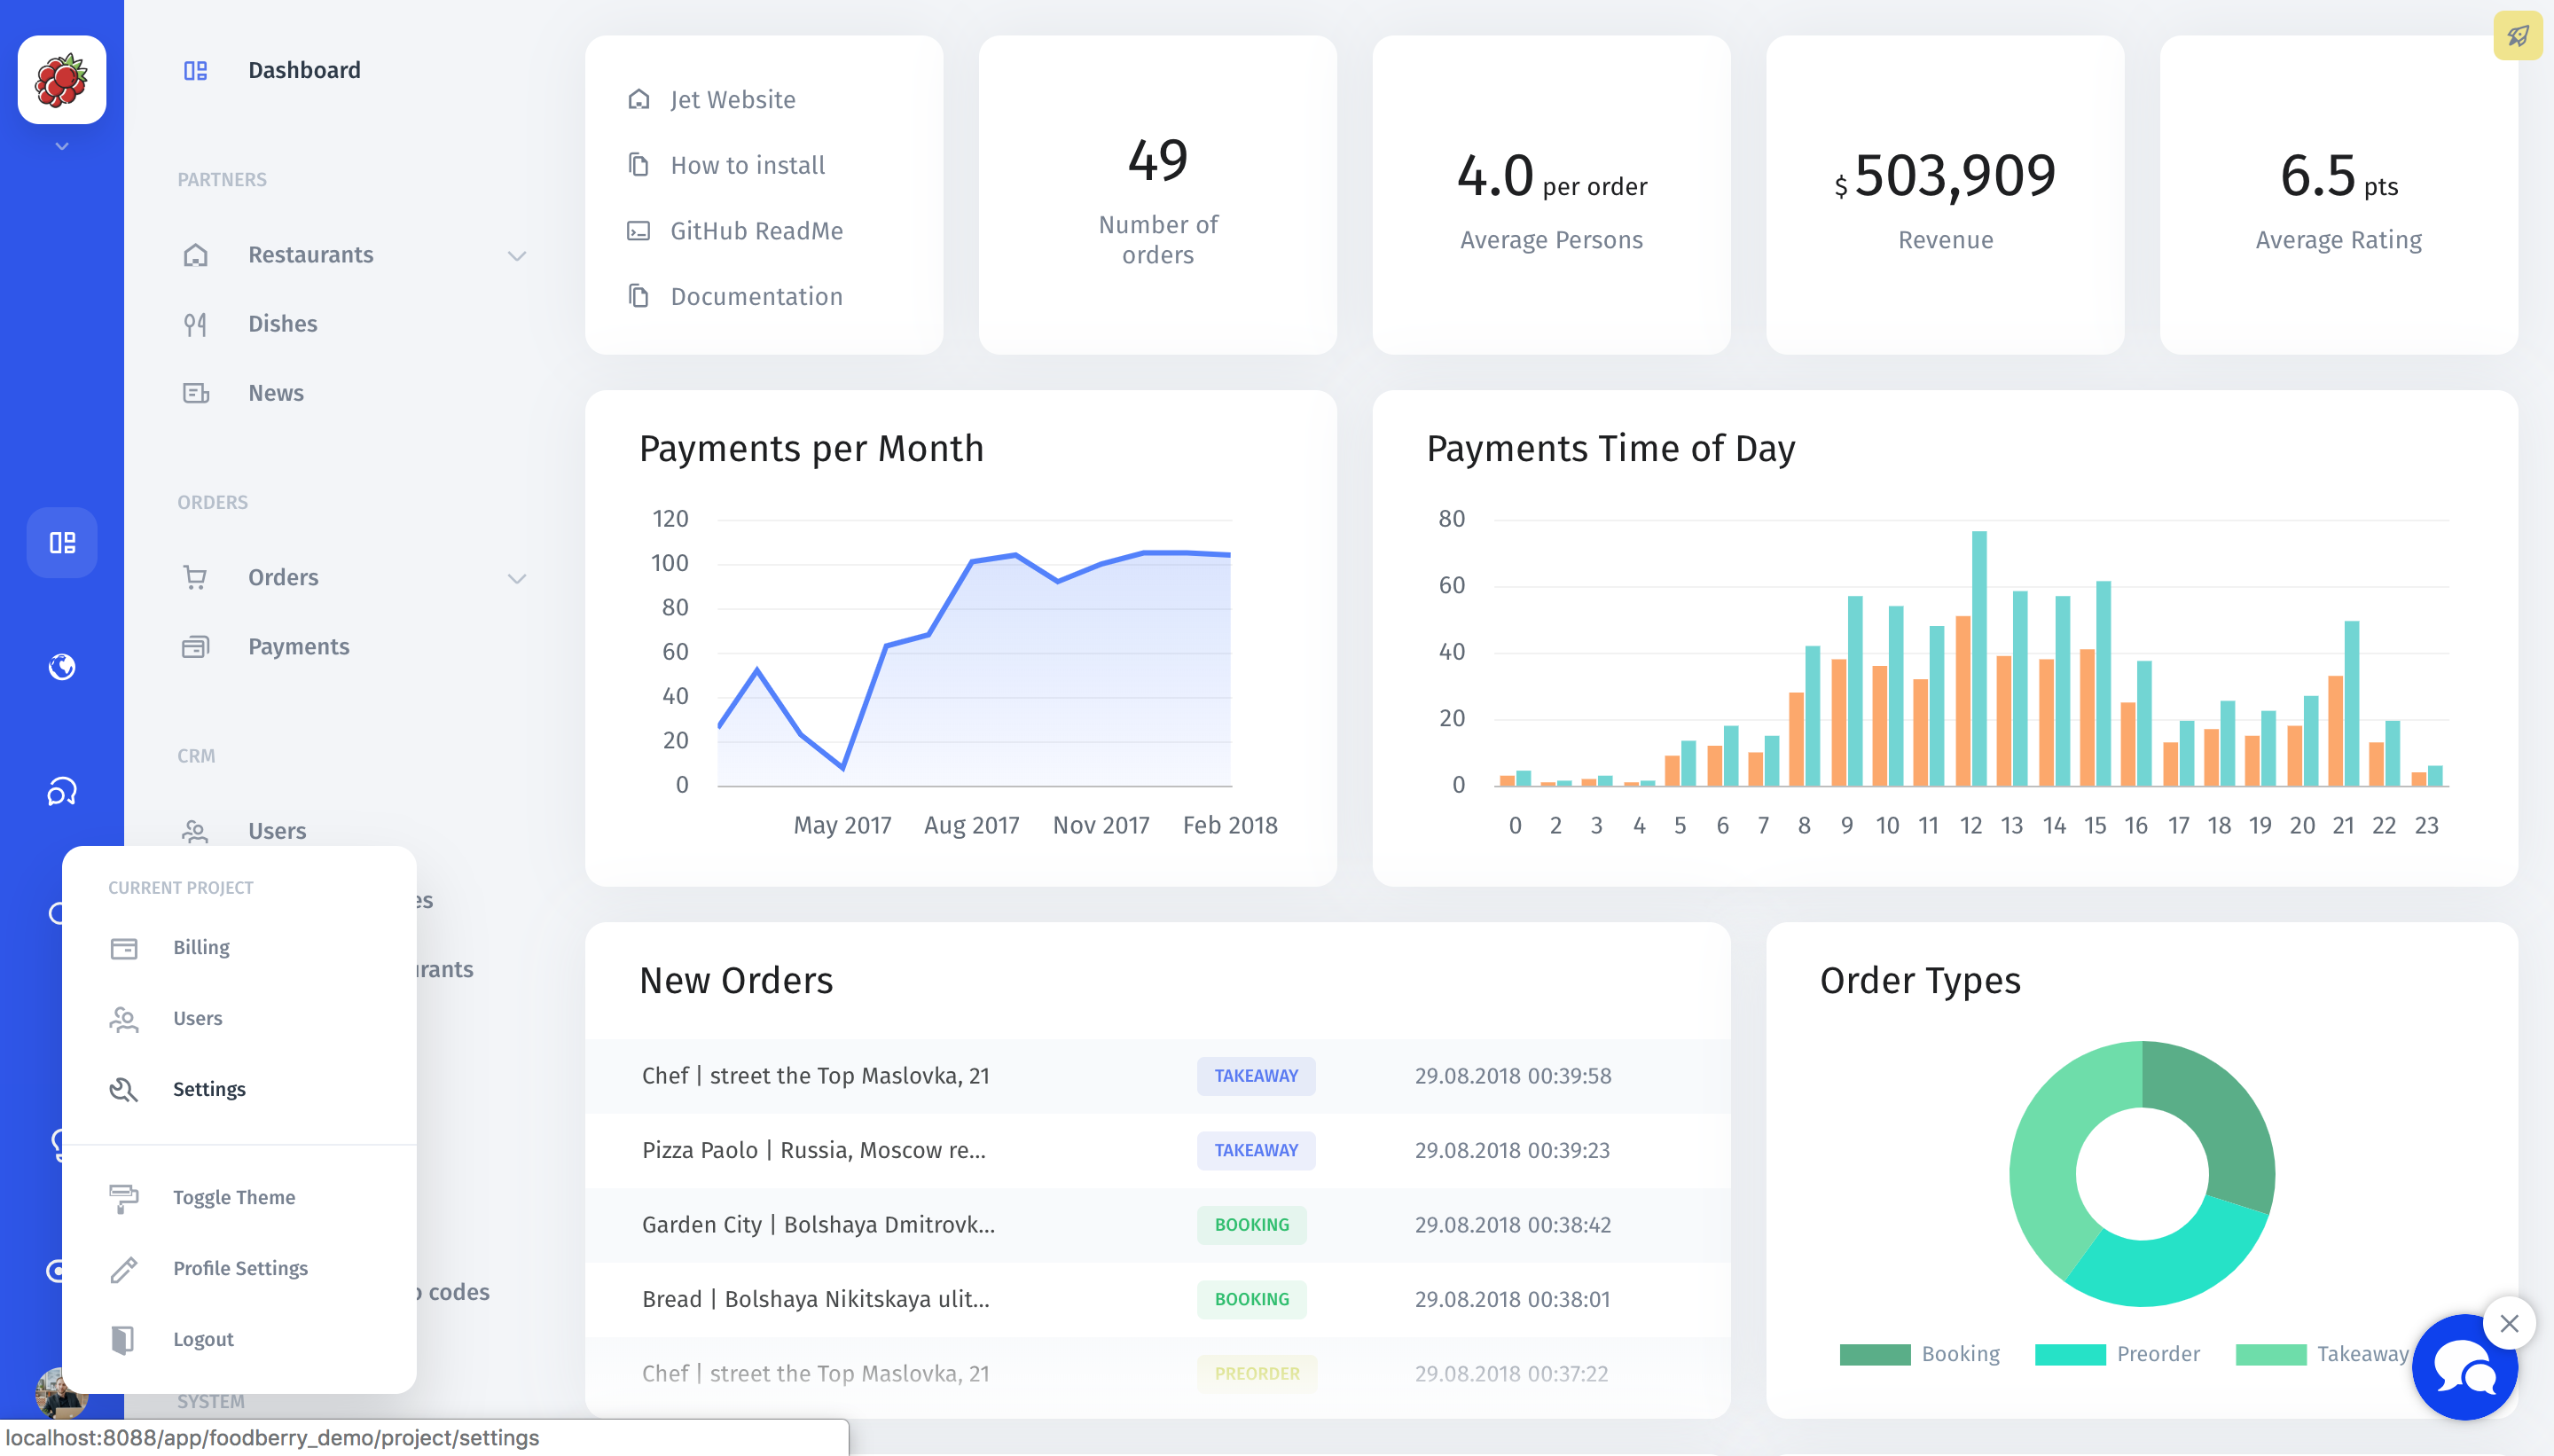 Dashboard
PARTNERS
Restaurants
Dishes
News
ORDERS
Orders
Payments
CRM
Users
es
urants
o codes
SYSTEM
CURRENT PROJECT
Billing
Users
Settings
Toggle Theme
Profile Settings
Logout
localhost:8088/app/foodberry_demo/project/settings
Jet Website
How to install
GitHub ReadMe
Documentation
49
Number of
orders
4.0 per order
Average Persons
$ 503,909
Revenue
6.5 pts
Average Rating
Payments per Month
120
100
80
60
40
20
0
May 2017 Aug 2017 Nov 2017 Feb 2018
Payments Time of Day
80
60
40
20
0
0 2 3 4 5 6 7 8 9 10 11 12 13 14 15 16 17 18 19 20 21 22 23
New Orders
Chef | street the Top Maslovka, 21 TAKEAWAY 29.08.2018 00:39:58
Pizza Paolo | Russia, Moscow re... TAKEAWAY 29.08.2018 00:39:23
Garden City | Bolshaya Dmitrovk... BOOKING 29.08.2018 00:38:42
Bread | Bolshaya Nikitskaya ulit... BOOKING 29.08.2018 00:38:01
Chef | street the Top Maslovka, 21 PREORDER 29.08.2018 00:37:22
Order Types
Booking Preorder Takeaway